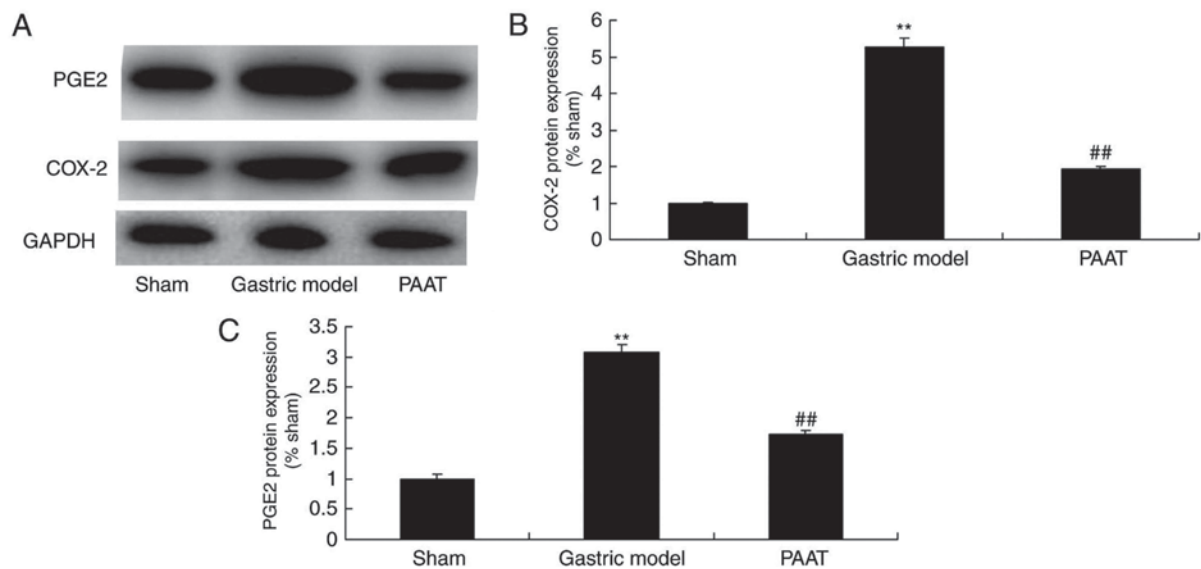 A
PGE2
COX-2
GAPDH
Sham Gastric model PAAT
B
COX-2 protein expression
(% sham)
6
5
4
3
2
1
0
**
##
Sham Gastric model PAAT
C
PGE2 protein expression
(% sham)
3.5
3
2.5
2
1.5
1
0.5
0
**
##
Sham Gastric model PAAT